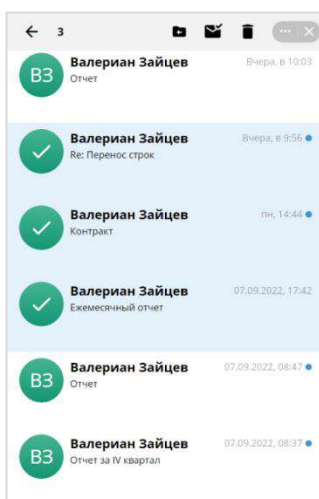 3
Валериан Зайцев
Вчера, в 10:03
ВЗ
Отчет
Валериан Зайцев
Вчера, в 9:56
Re: Перенос строк
Валериан Зайцев
пн, 14:44
Контракт
Валериан Зайцев
07.09.2022, 17:42
Ежемесячный отчет
Валериан Зайцев
07.09.2022, 08:47
ВЗ
Отчет
Валериан Зайцев
07.09.2022, 08:37
ВЗ
Отчет за IV квартал